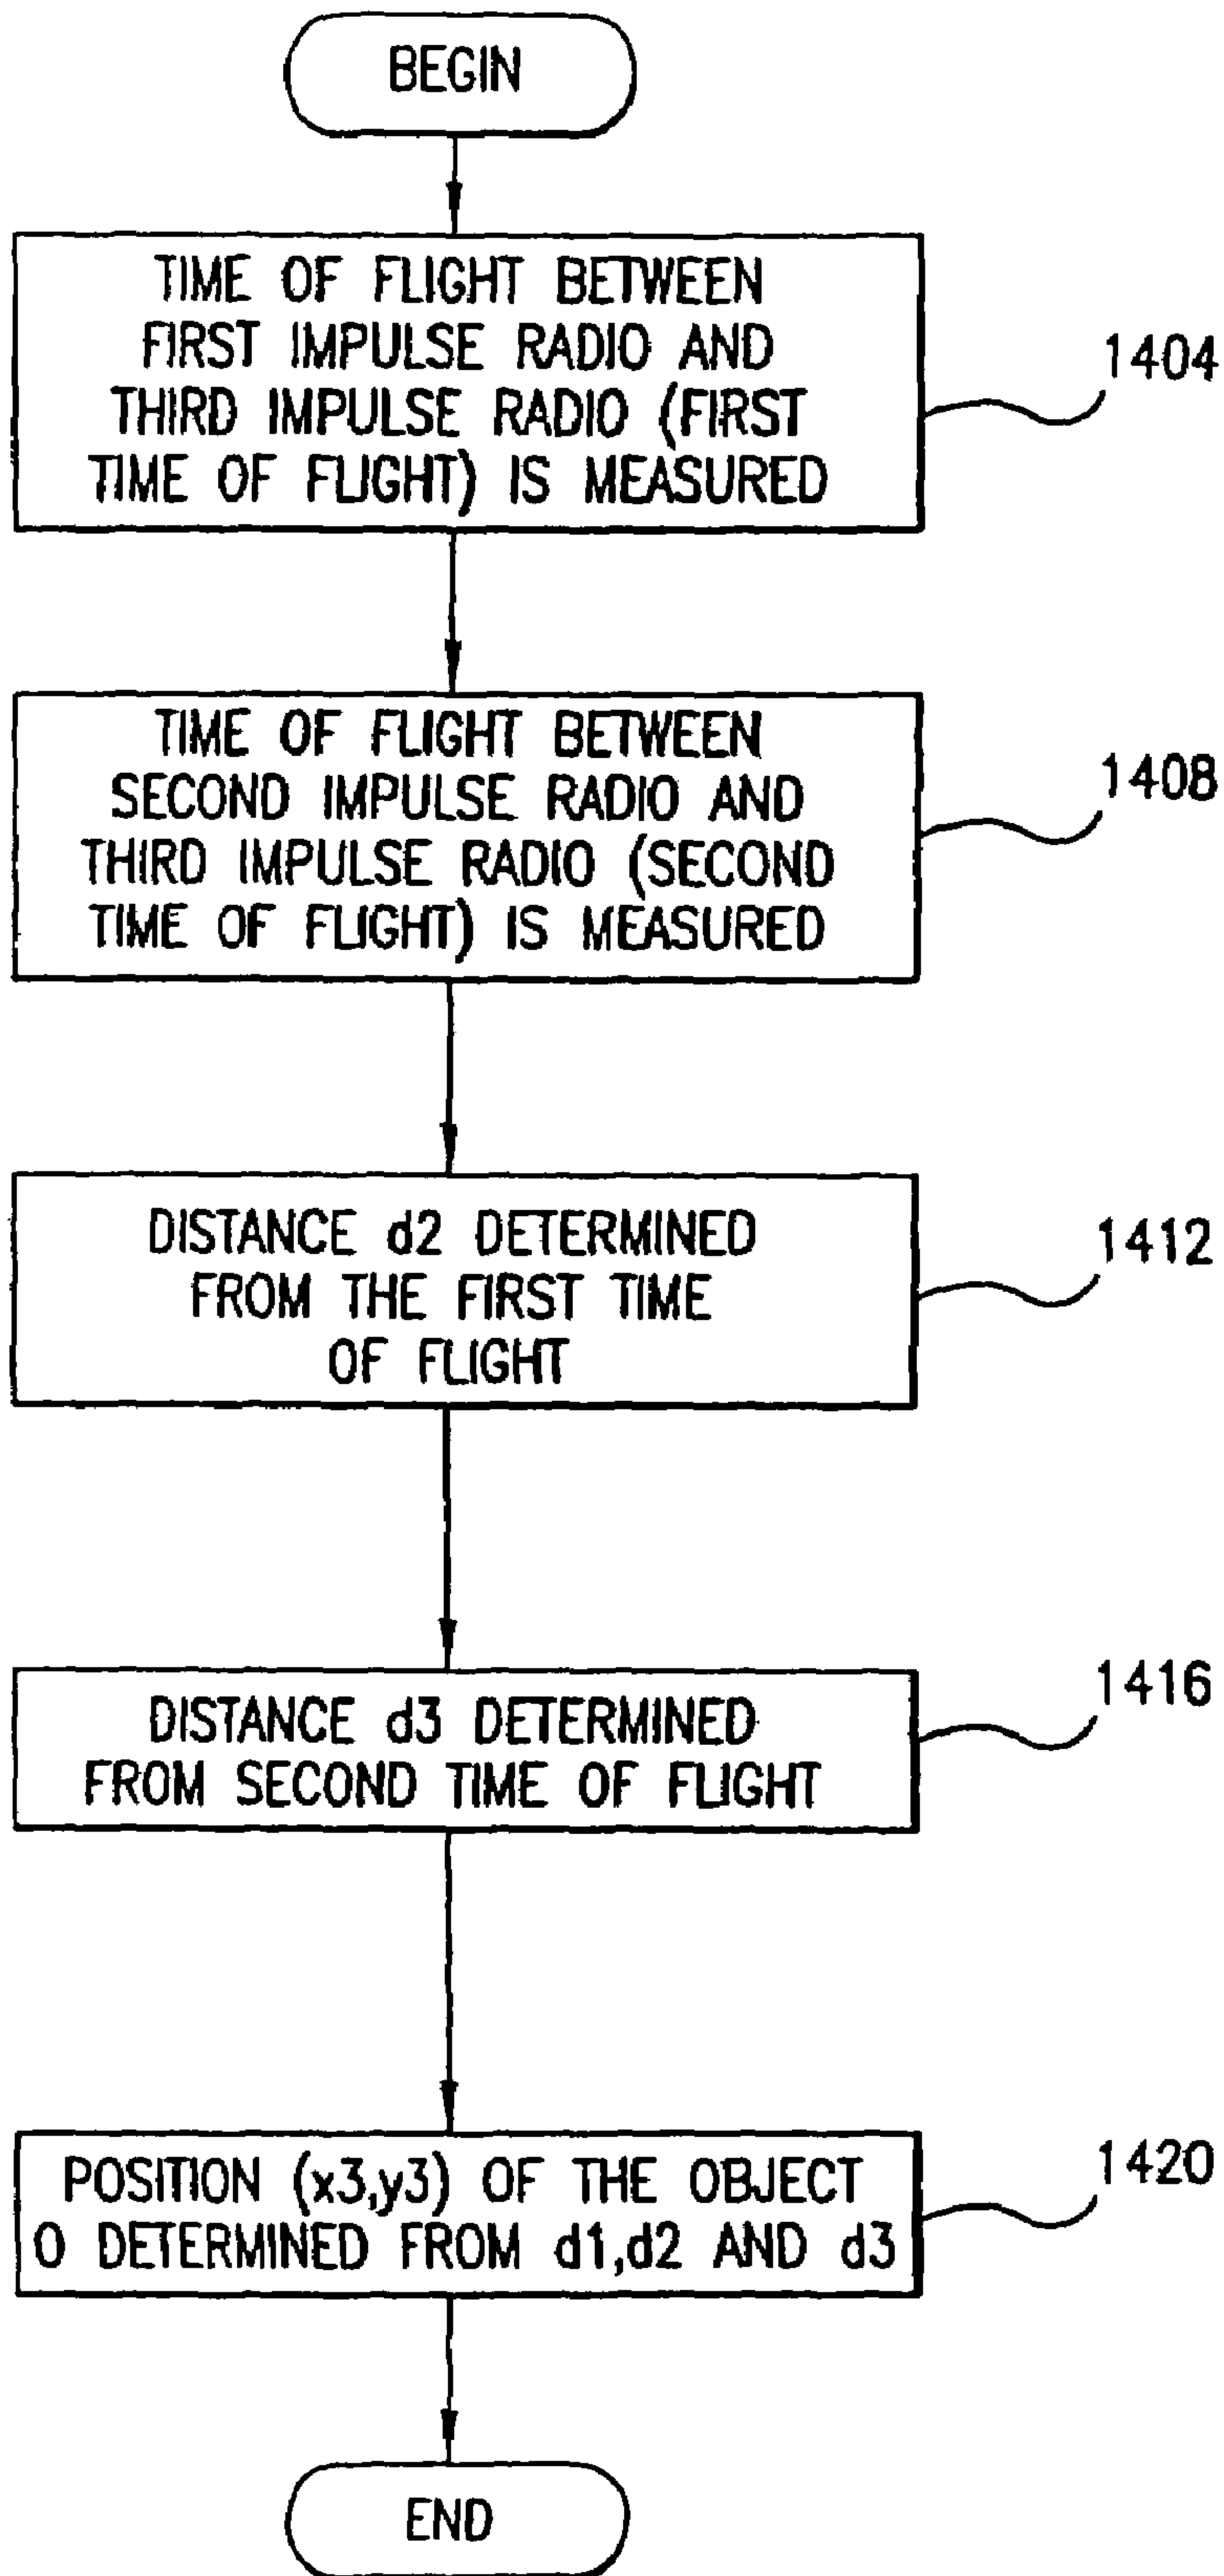 BEGIN
TIME OF FLIGHT BETWEEN
FIRST IMPULSE RADIO AND
THIRD IMPULSE RADIO (FIRST
TIME OF FLIGHT) IS MEASURED
1404
TIME OF FLIGHT BETWEEN
SECOND IMPULSE RADIO AND
THIRD IMPULSE RADIO (SECOND
TIME OF FLIGHT) IS MEASURED
1408
DISTANCE d2 DETERMINED
FROM THE FIRST TIME
OF FLIGHT
1412
DISTANCE d3 DETERMINED
FROM SECOND TIME OF FLIGHT
1416
POSITION (x3,y3) OF THE OBJECT
O DETERMINED FROM d1,d2 AND d3
1420
END